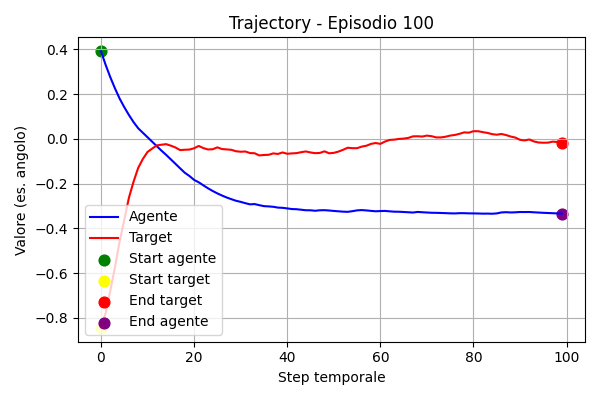 Trajectory - Episodio 100
Valore (es. angolo)
0.4
0.2
0.0
−0.2
−0.4
−0.6
−0.8
Agente
Target
Start agente
Start target
End target
End agente
0
20
40
60
80
100
Step temporale